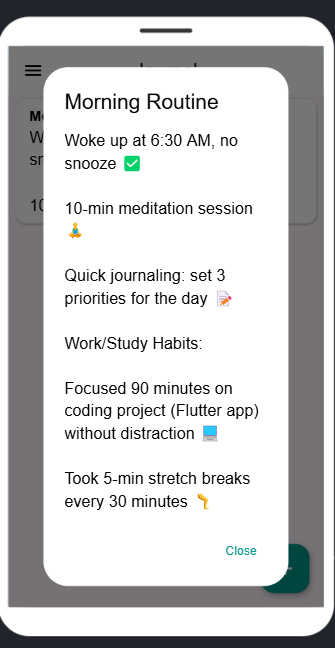 Morning Routine
Woke up at 6:30 AM, no
snooze ✅
10-min meditation session
🧘
Quick journaling: set 3
priorities for the day 📝
Work/Study Habits:
Focused 90 minutes on
coding project (Flutter app)
without distraction 💻
Took 5-min stretch breaks
every 30 minutes 🦵
Close